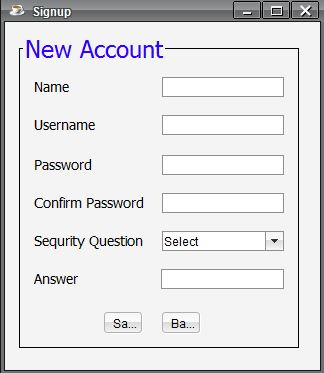 Signup
New Account
Name
Username
Password
Confirm Password
Sequrity Question Select
Answer
Sa... Ba...